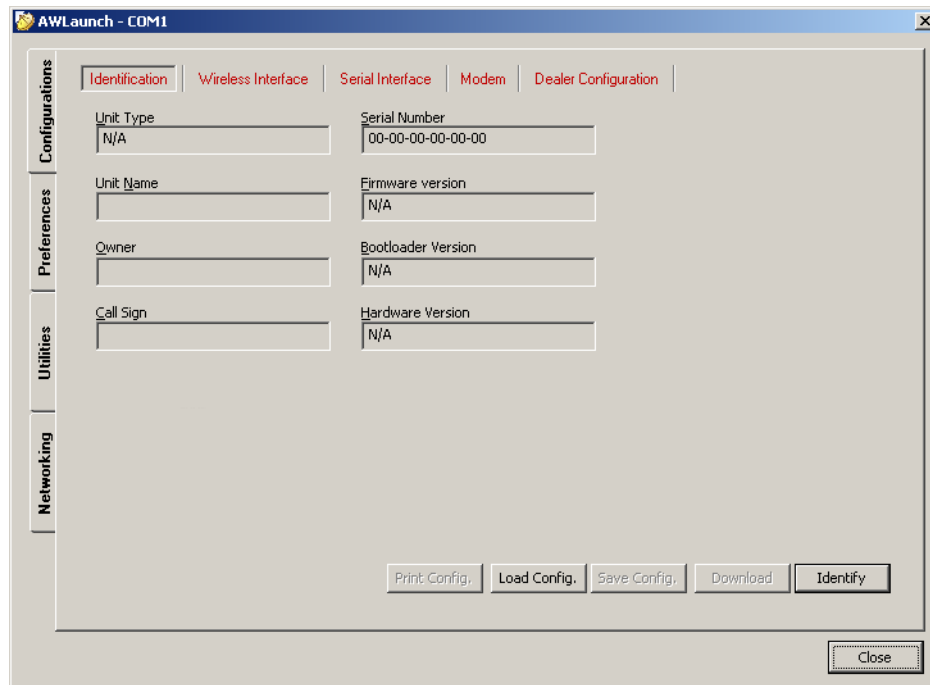 AWLaunch - COM1
Configurations
Preferences
Utilities
Networking
Identification Wireless Interface Serial Interface Modem Dealer Configuration
Unit Type Serial Number
N/A 00-00-00-00-00-00
Unit Name Firmware version
N/A
Owner Bootloader Version
N/A
Call Sign Hardware Version
N/A
Print Config. Load Config. Save Config. Download Identify
Close